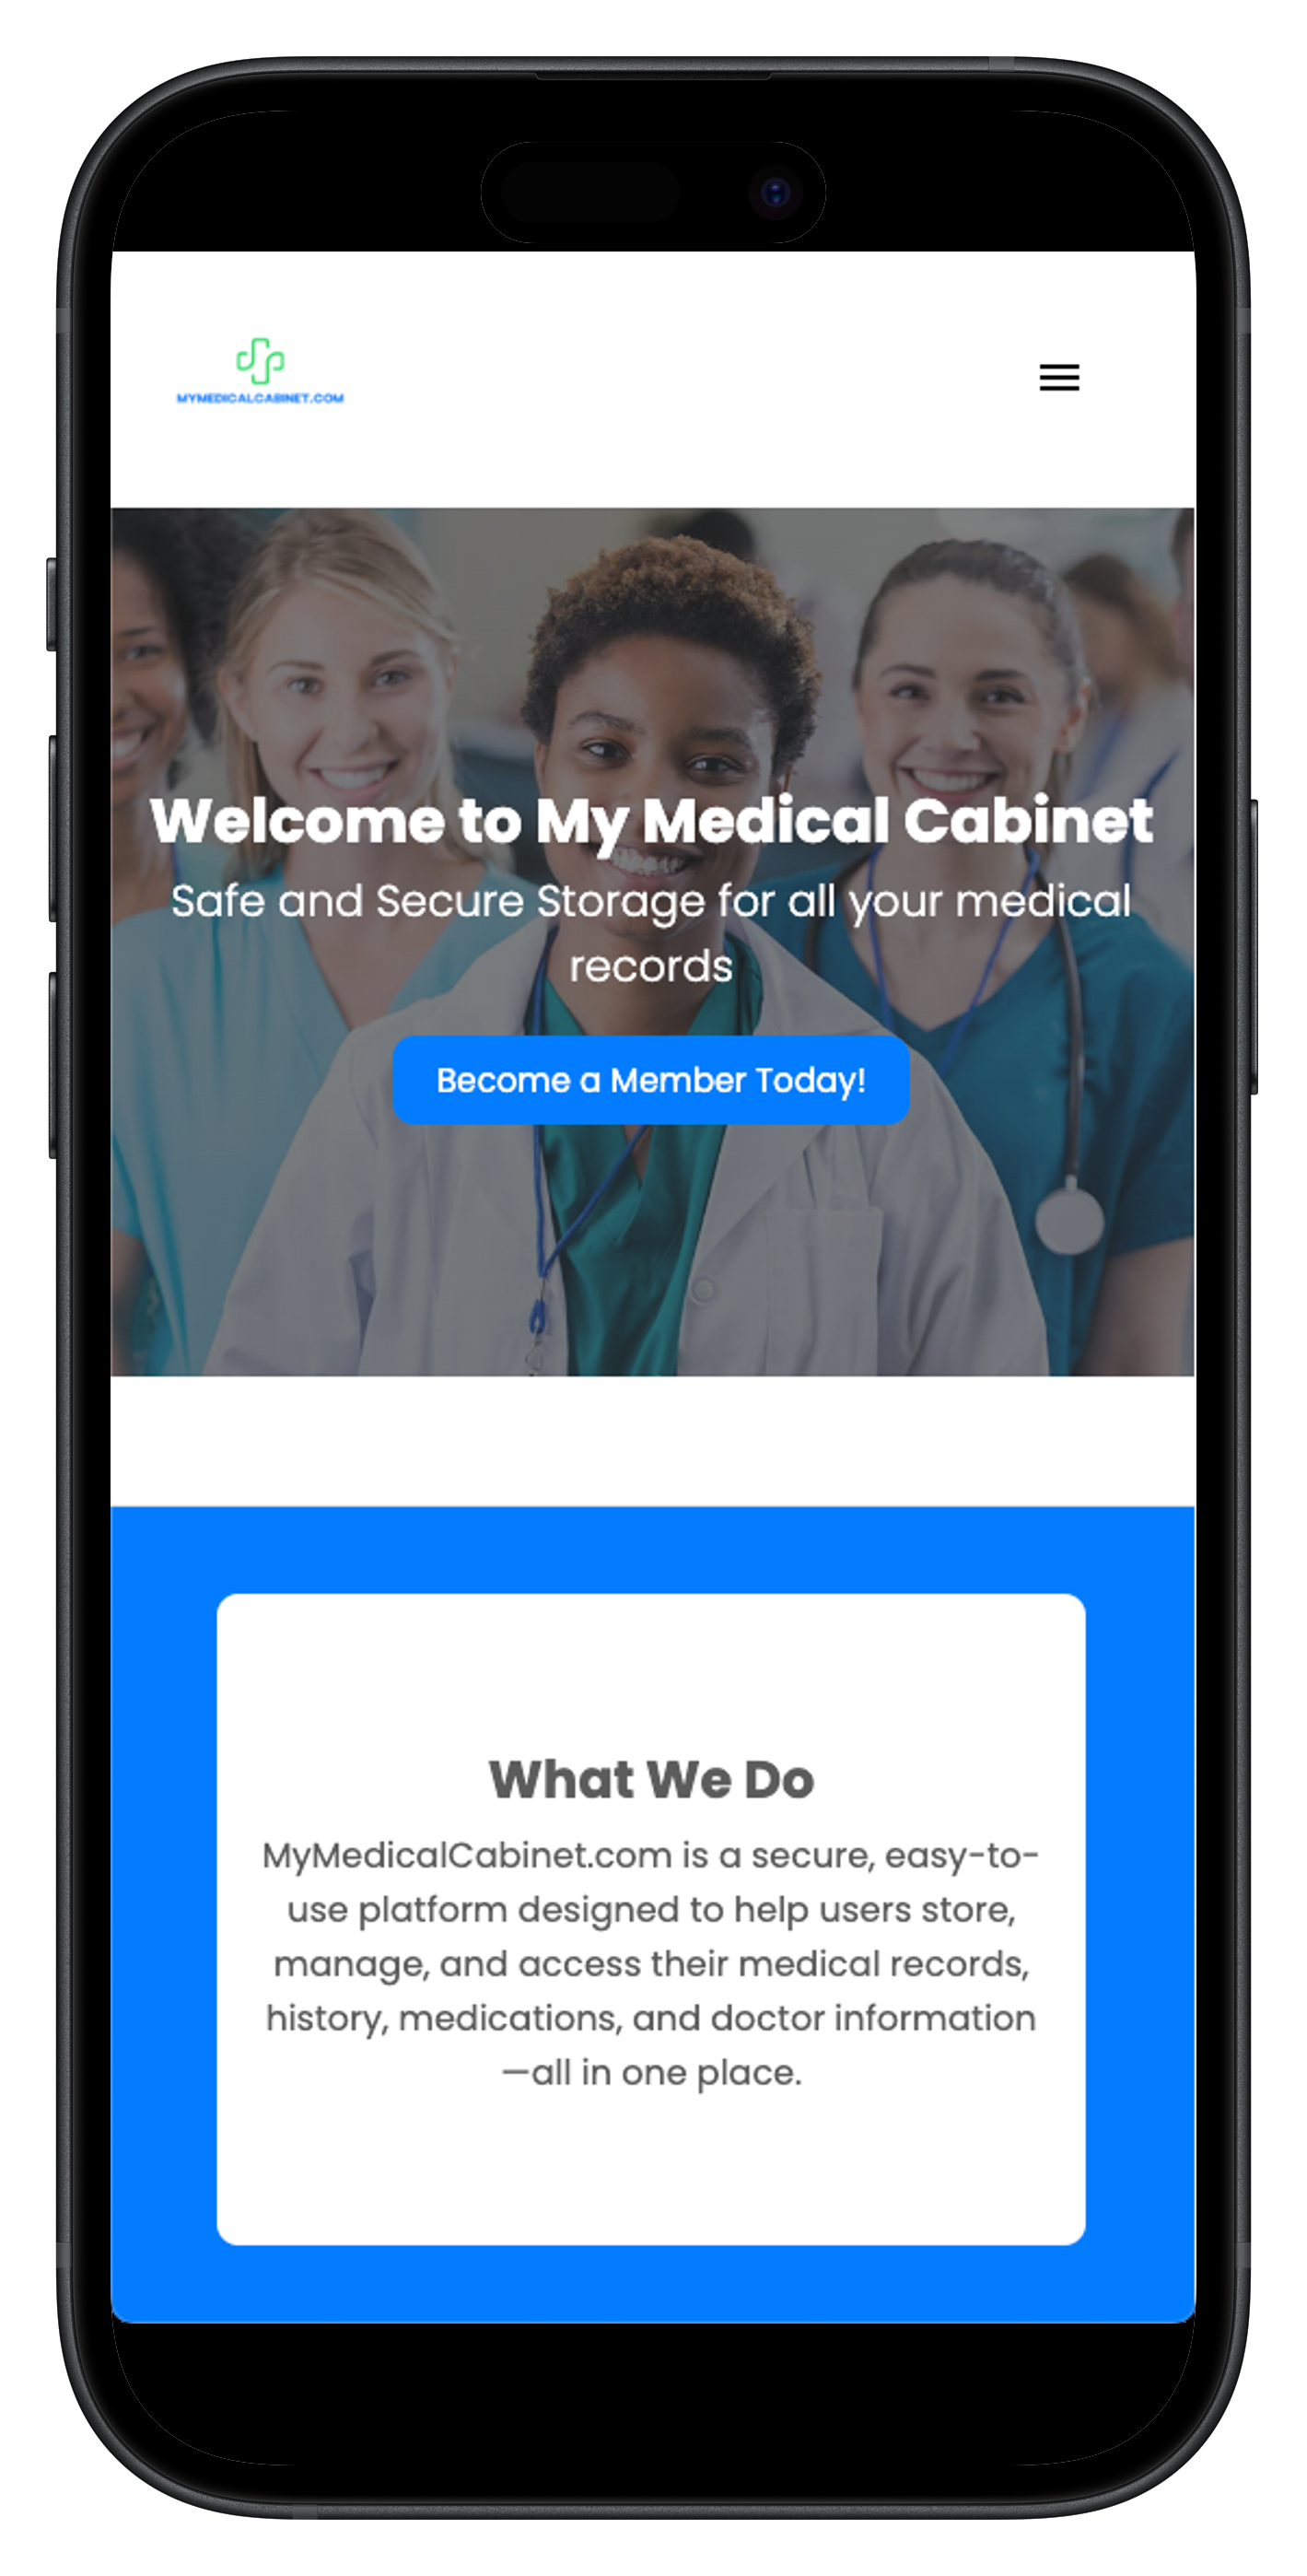 MYMEDICALCABINET.COM
Welcome to My Medical Cabinet
Safe and Secure Storage for all your medical
records
Become a Member Today!
What We Do
MyMedicalCabinet.com is a secure, easy-to-
use platform designed to help users store,
manage, and access their medical records,
history, medications, and doctor information
—all in one place.